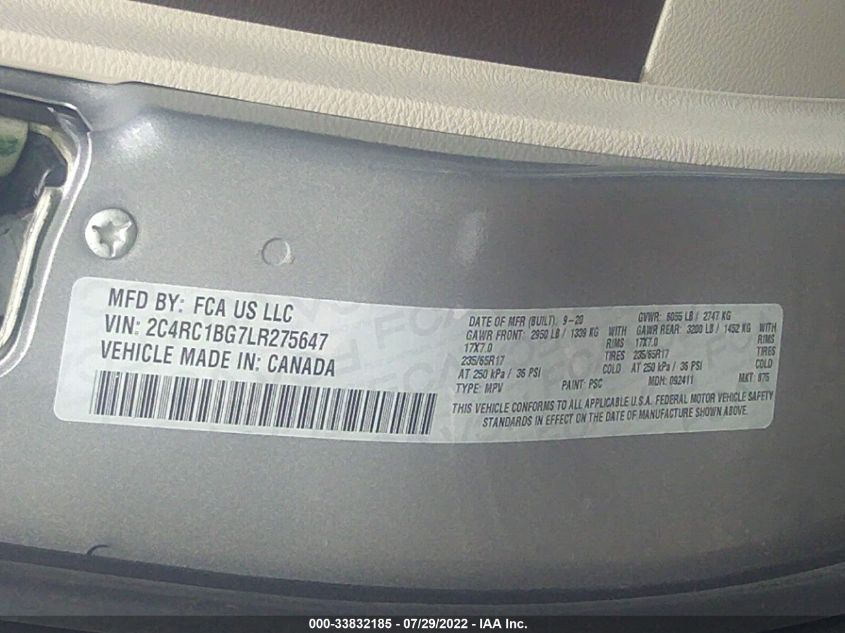 MFD BY: FCA US LLC
VIN: 2C4RC1BG7LR275647
VEHICLE MADE IN: CANADA
DATE OF MFR (BUILT). 9-20 GVWR: 6055 LB / 2747 KG
GAWR FRONT: 2950 LB / 1339 KG WITH GAWR REAR: 3200 LB / 1452 KG WITH
17X7.0 RIMS 17X7.0 RIMS
235/65R17 TIRES 235/65R17 TIRES
AT 250 kPa / 36 PSI COLD AT 250 kPa / 36 PSI COLD
TYPE: MPV PAINT: PSC MDH: 092411 MKT: 875
THIS VEHICLE CONFORMS TO ALL APPLICABLE U.S.A. FEDERAL MOTOR VEHICLE SAFETY
STANDARDS IN EFFECT ON THE DATE OF MANUFACTURE SHOWN ABOVE.
000-33832185 - 07/29/2022 - IAA Inc.